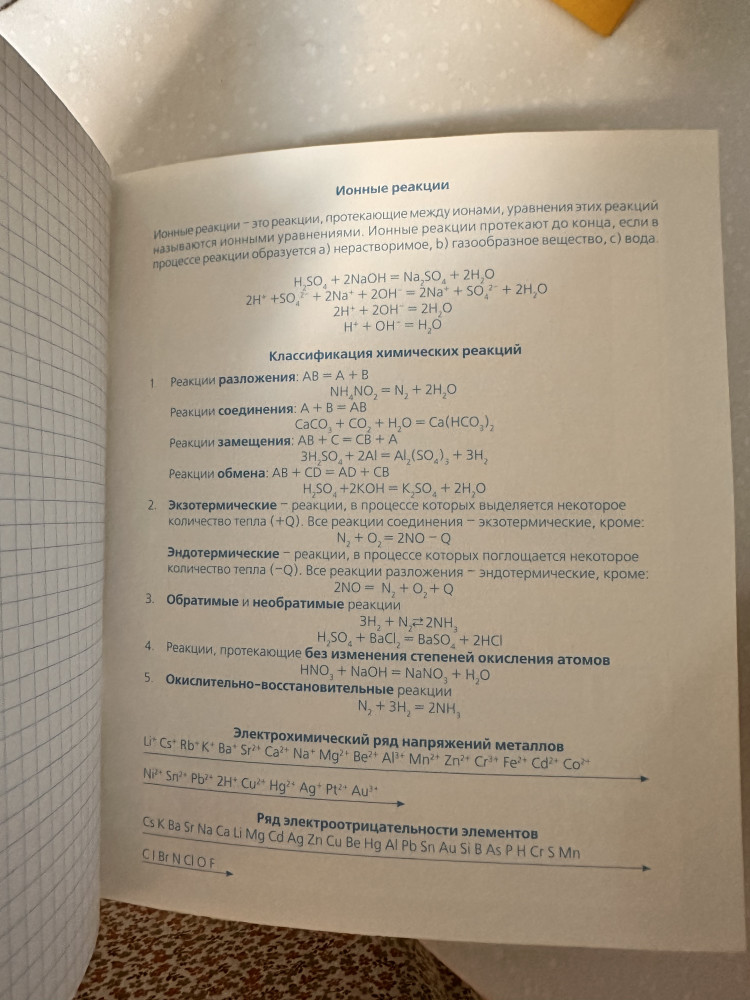 Ионные реакции
Ионные реакции – это реакции, протекающие между ионами, уравнения этих реакций
называются ионными уравнениями. Ионные реакции протекают до конца, если в
процессе реакции образуется a) нерастворимое, b) газообразное вещество, c) вода.
H₂SO₄ + 2NaOH = Na₂SO₄ + 2H₂O
2H⁺ +SO₄²⁻ + 2Na⁺ + 2OH⁻ = 2Na⁺ + SO₄²⁻ + 2H₂O
2H⁺ + 2OH⁻ = 2H₂O
H⁺ + OH⁻ = H₂O
Классификация химических реакций
1. Реакции разложения: AB = A + B
NH₄NO₂ = N₂ + 2H₂O
Реакции соединения: A + B = AB
CaCO₃ + CO₂ + H₂O = Ca(HCO₃)₂
Реакции замещения: AB + C = CB + A
3H₂SO₄ + 2Al = Al₂(SO₄)₃ + 3H₂
Реакции обмена: AB + CD = AD + CB
H₂SO₄ +2KOH = K₂SO₄ + 2H₂O
2. Экзотермические – реакции, в процессе которых выделяется некоторое
количество тепла (+Q). Все реакции соединения – экзотермические, кроме:
N₂ + O₂ = 2NO – Q
Эндотермические – реакции, в процессе которых поглощается некоторое
количество тепла (–Q). Все реакции разложения – эндотермические, кроме:
2NO = N₂ + O₂ + Q
3. Обратимые и необратимые реакции
3H₂ + N₂ ⇄ 2NH₃
H₂SO₄ + BaCl₂ = BaSO₄ + 2HCl
4. Реакции, протекающие без изменения степеней окисления атомов
HNO₃ + NaOH = NaNO₃ + H₂O
5. Окислительно–восстановительные реакции
N₂ + 3H₂ = 2NH₃
Электрохимический ряд напряжений металлов
Li⁺ Cs⁺ Rb⁺ K⁺ Ba⁺ Sr²⁺ Ca²⁺ Na⁺ Mg²⁺ Be²⁺ Al³⁺ Mn²⁺ Zn²⁺ Cr³⁺ Fe²⁺ Cd²⁺ Co²⁺
Ni²⁺ Sn²⁺ Pb²⁺ 2H⁺ Cu²⁺ Hg²⁺ Ag⁺ Pt²⁺ Au³⁺
Ряд электроотрицательности элементов
Cs K Ba Sr Na Ca Li Mg Cd Ag Zn Cu Be Hg Al Pb Sn Au Si B As P H Cr S Mn
C I Br N Cl O F